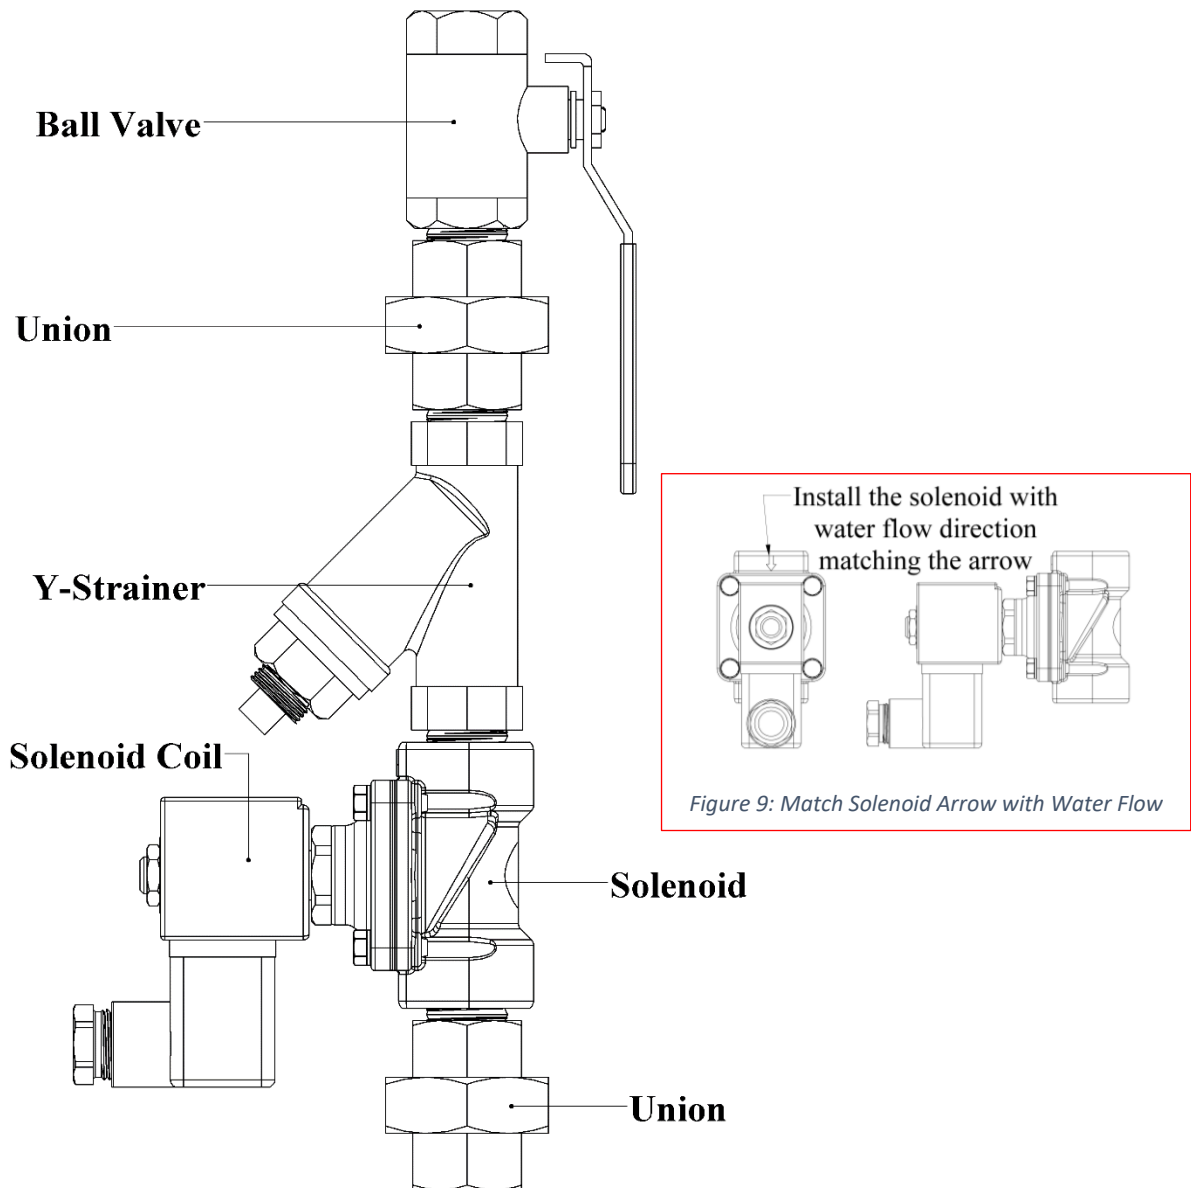 Ball Valve
Union
Y-Strainer
Solenoid Coil
Solenoid
Union
Install the solenoid with
water flow direction
matching the arrow
Figure 9: Match Solenoid Arrow with Water Flow